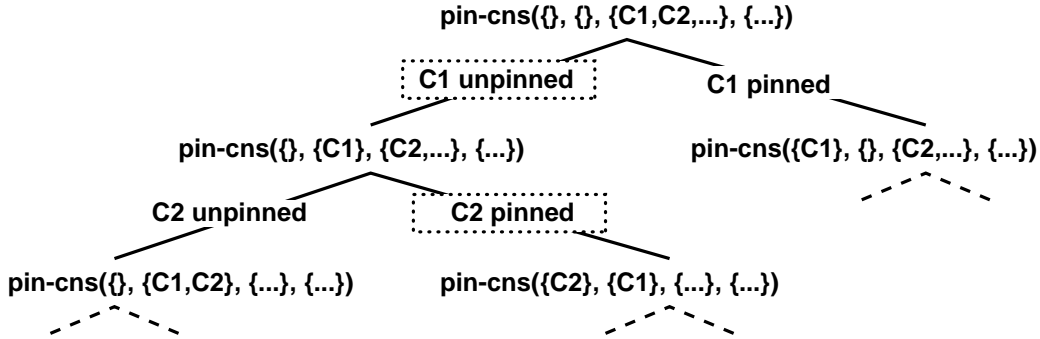 pin-cns({}, {}, {C1,C2,...}, {...})
C1 unpinned
C1 pinned
pin-cns({}, {C1}, {C2,...}, {...})
pin-cns({C1}, {}, {C2,...}, {...})
C2 unpinned
C2 pinned
pin-cns({}, {C1,C2}, {...}, {...})
pin-cns({C2}, {C1}, {...}, {...})